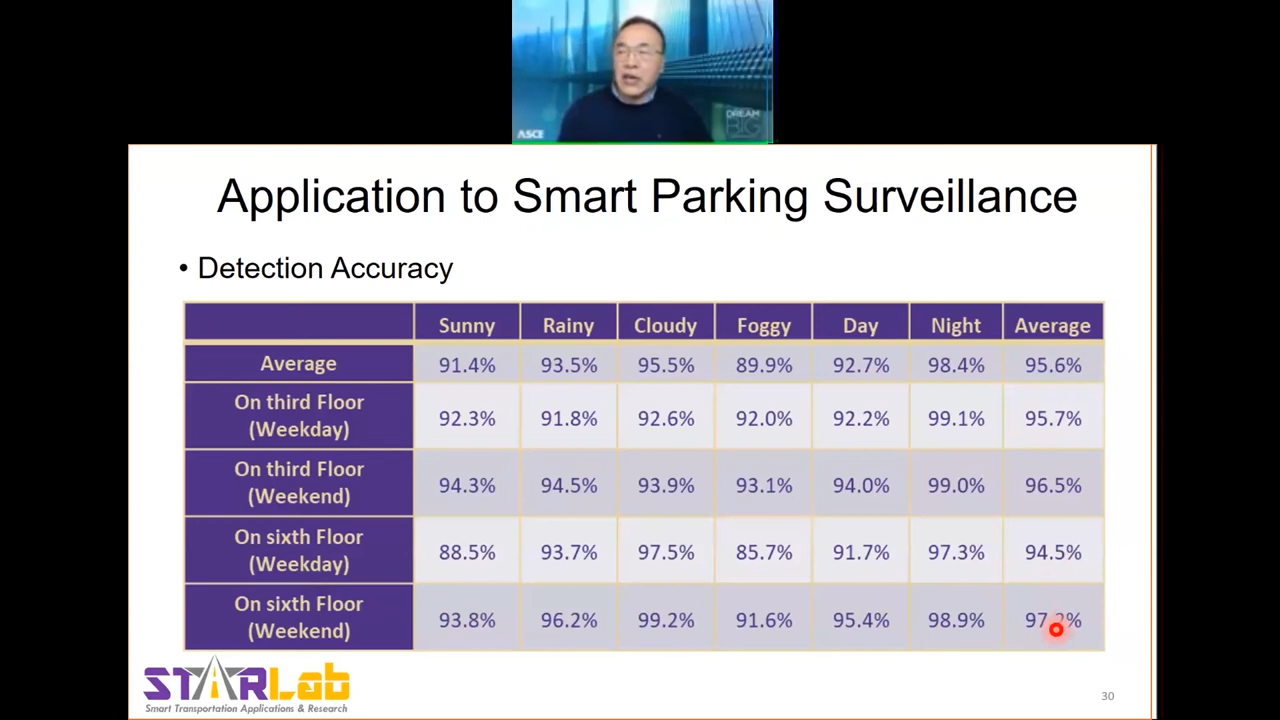 ASCE
DREAM
BIG
Application to Smart Parking Surveillance
• Detection Accuracy
Sunny Rainy Cloudy Foggy Day Night Average
Average 91.4% 93.5% 95.5% 89.9% 92.7% 98.4% 95.6%
On third Floor
(Weekday) 92.3% 91.8% 92.6% 92.0% 92.2% 99.1% 95.7%
On third Floor
(Weekend) 94.3% 94.5% 93.9% 93.1% 94.0% 99.0% 96.5%
On sixth Floor
(Weekday) 88.5% 93.7% 97.5% 85.7% 91.7% 97.3% 94.5%
On sixth Floor
(Weekend) 93.8% 96.2% 99.2% 91.6% 95.4% 98.9% 97.2%
STARLab
Smart Transportation Applications & Research
30